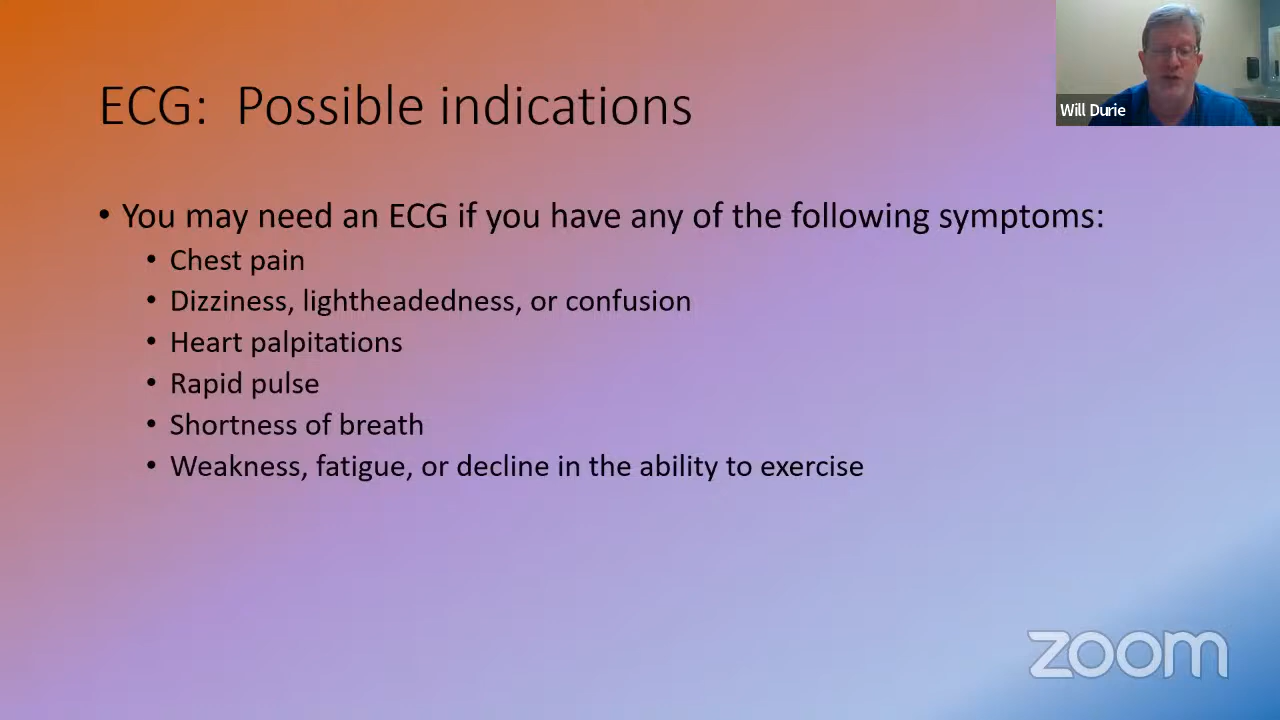 Will Durie
ECG:  Possible indications
• You may need an ECG if you have any of the following symptoms:
• Chest pain
• Dizziness, lightheadedness, or confusion
• Heart palpitations
• Rapid pulse
• Shortness of breath
• Weakness, fatigue, or decline in the ability to exercise
zoom